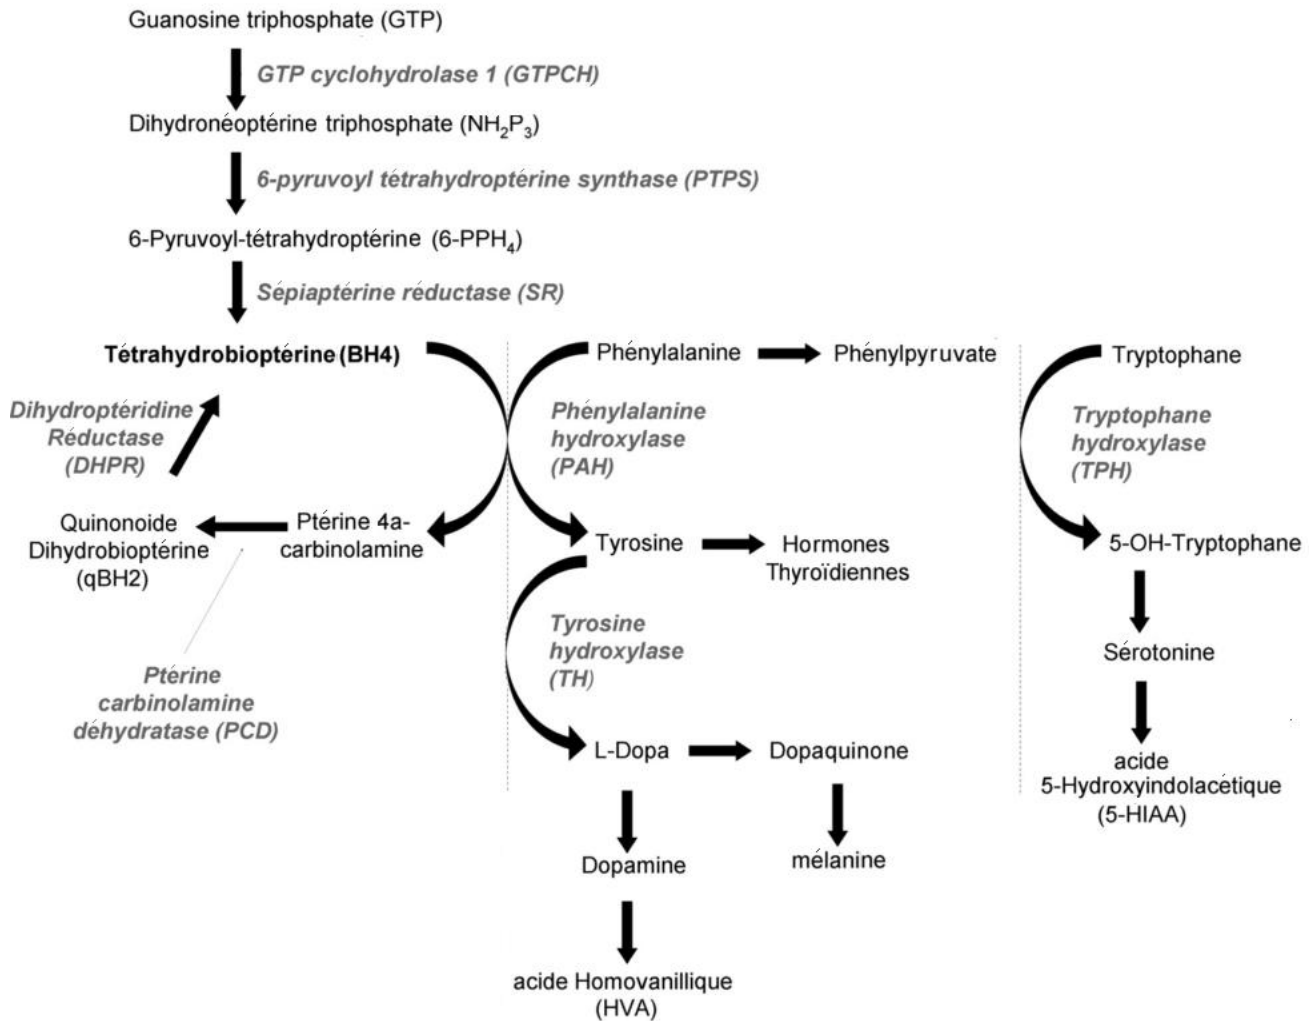 Guanosine triphosphate (GTP)
GTP cyclohydrolase 1 (GTPCH)
Dihydronéoptérine triphosphate (NH₂P₃)
6-pyruvoyl tétrahydroptérine synthase (PTPS)
6-Pyruvoyl-tétrahydroptérine (6-PPH₄)
Sépiaptérine réductase (SR)
Tétrahydrobioptérine (BH4)
Dihydroptéridine
Réductase
(DHPR)
Quinonoide
Dihydrobioptérine
(qBH2)
Ptérine 4a-
carbinolamine
Ptérine
carbinolamine
déhydratase (PCD)
Phénylalanine
Phénylpyruvate
Phénylalanine
hydroxylase
(PAH)
Tyrosine
Hormones
Thyroïdiennes
Tyrosine
hydroxylase
(TH)
L-Dopa
Dopaquinone
Dopamine
mélanine
acide Homovanillique
(HVA)
Tryptophane
Tryptophane
hydroxylase
(TPH)
5-OH-Tryptophane
Sérotonine
acide
5-Hydroxyindolacétique
(5-HIAA)